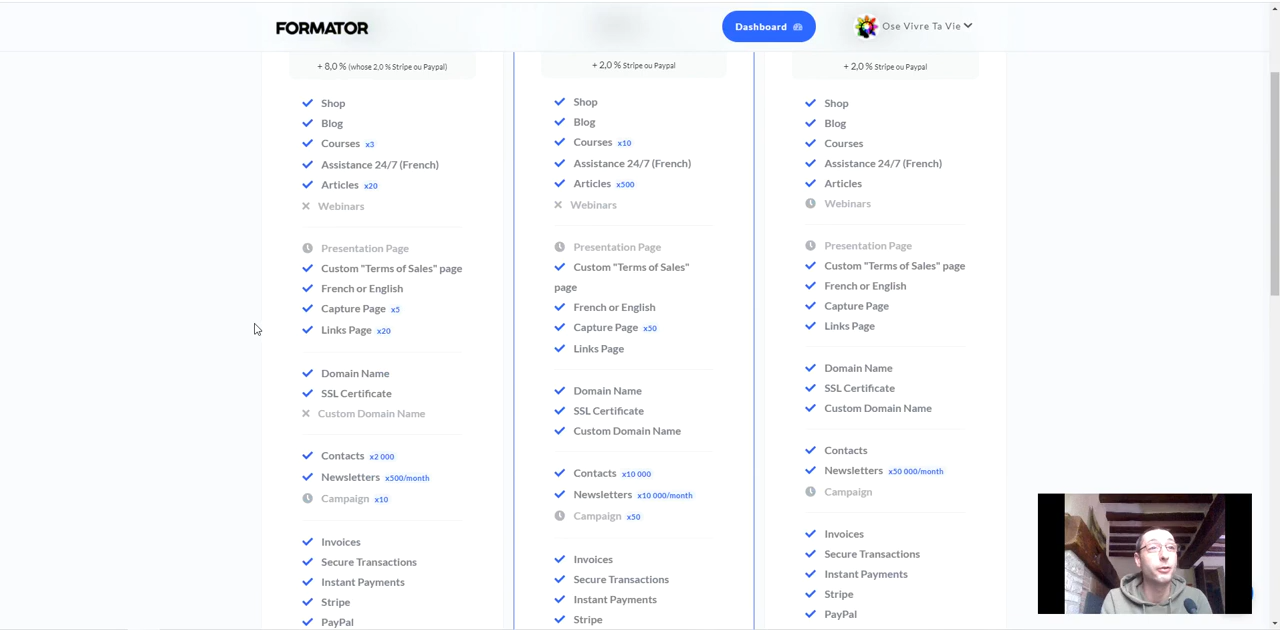 FORMATOR
Dashboard
Ose Vivre Ta Vie
+ 8,0 % (whose 2,0 % Stripe ou Paypal)
Shop
Blog
Courses x3
Assistance 24/7 (French)
Articles x20
Webinars
Presentation Page
Custom "Terms of Sales" page
French or English
Capture Page x5
Links Page x20
Domain Name
SSL Certificate
Custom Domain Name
Contacts x2 000
Newsletters x500/month
Campaign x10
Invoices
Secure Transactions
Instant Payments
Stripe
PayPal
+ 2,0 % Stripe ou Paypal
Shop
Blog
Courses x10
Assistance 24/7 (French)
Articles x500
Webinars
Presentation Page
Custom "Terms of Sales"
page
French or English
Capture Page x50
Links Page
Domain Name
SSL Certificate
Custom Domain Name
Contacts x10 000
Newsletters x10 000/month
Campaign x50
Invoices
Secure Transactions
Instant Payments
Stripe
+ 2,0 % Stripe ou Paypal
Shop
Blog
Courses
Assistance 24/7 (French)
Articles
Webinars
Presentation Page
Custom "Terms of Sales" page
French or English
Capture Page
Links Page
Domain Name
SSL Certificate
Custom Domain Name
Contacts
Newsletters x50 000/month
Campaign
Invoices
Secure Transactions
Instant Payments
Stripe
PayPal